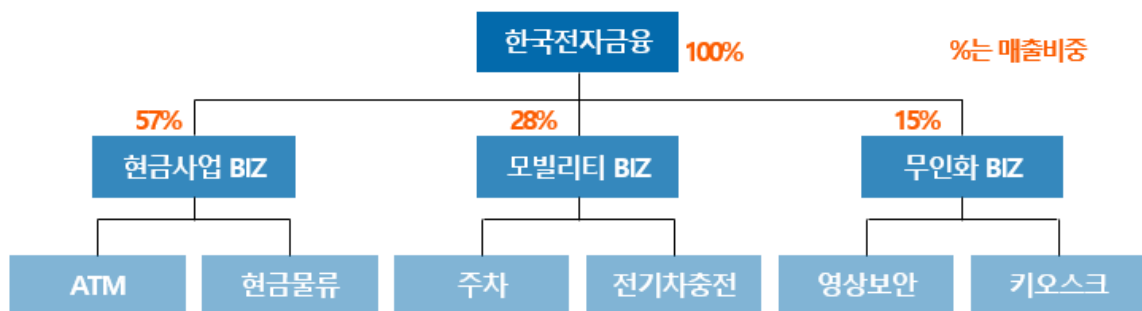 한국전자금융
100%
%는 매출비중
57%
28%
15%
현금사업 BIZ
모빌리티 BIZ
무인화 BIZ
ATM
현금물류
주차
전기차충전
영상보안
키오스크